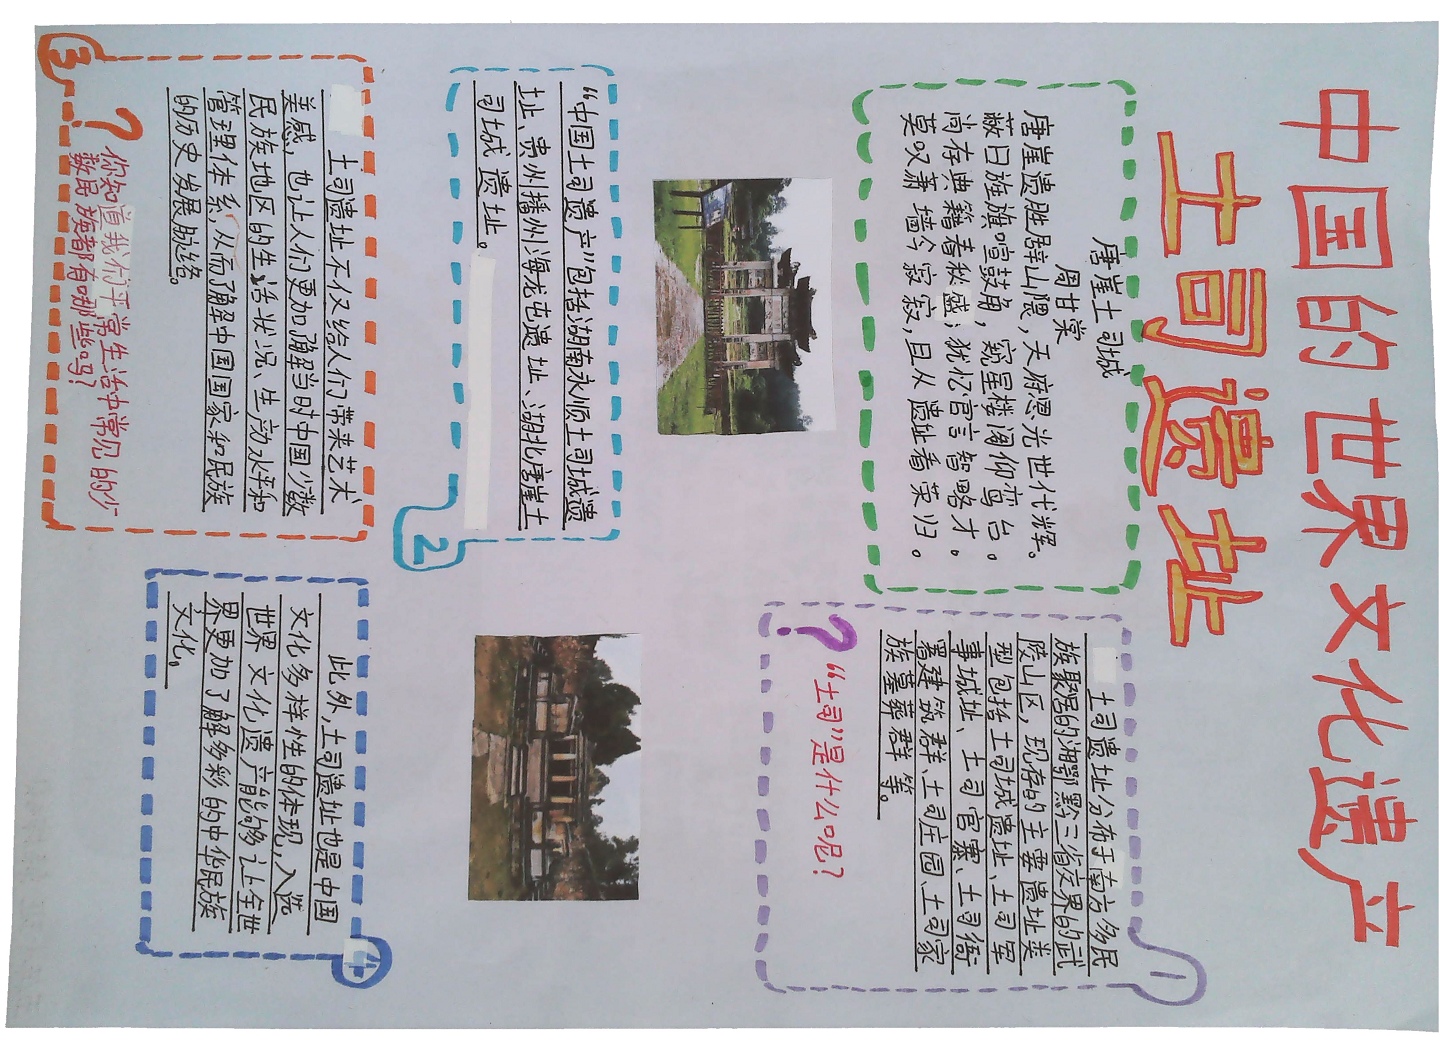 中国的世界文化遗产
土司遗址
唐崖土司城
周甘棠
唐崖遗胜辟山隈，天府恩光世代辉。
蔽日旌旗喧鼓角，窥星楼阁仰鸾台。
尚存典籍春秋盛；犹忆官言智略才。
莫叹萧墙今寂寂，且从遗址看荣归。
1
土司遗址分布于南方多民
族聚居的湘鄂黔三省交界的武
陵山区，现存的主要遗址类
型包括土司城遗址、土司军
事城址、土司官寨、土司衙
署建筑群、土司庄园、土司家
族墓葬群等。
？“土司”是什么呢？
“中国土司遗产”包括湖南永顺土司城遗
址、贵州播州海龙屯遗址、湖北唐崖土
司城遗址。
2
土司遗址不仅给人们带来艺术
美感，也让人们更加了解当时中国少数
民族地区的生活状况、生产水平和
管理体系，从而了解中国国家和民族
的历史发展脉络。
？你知道我们平常生活中常见的少
数民族都有哪些吗？
3
4
此外，土司遗址也是中国
文化多样性的体现，入选
世界文化遗产能够让全世
界更加了解多彩的中华民族
文化。